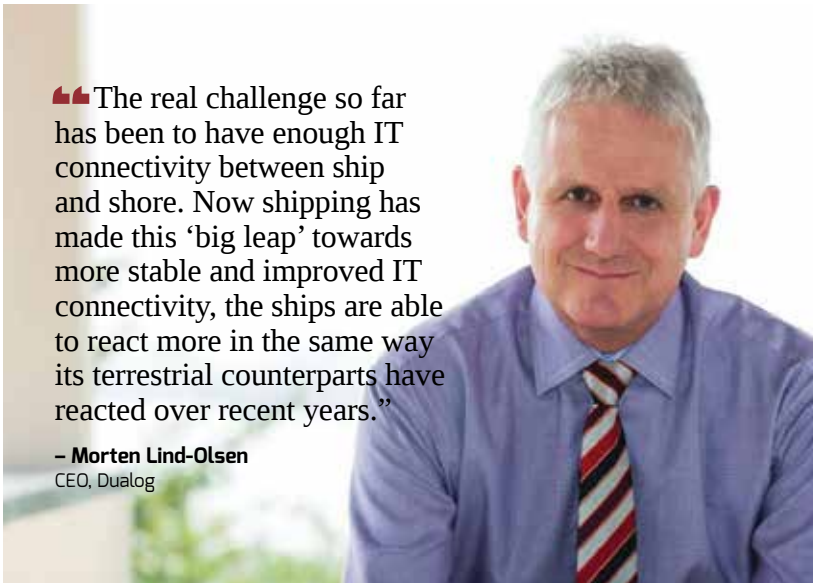 “The real challenge so far
has been to have enough IT
connectivity between ship
and shore. Now shipping has
made this ‘big leap’ towards
more stable and improved IT
connectivity, the ships are able
to react more in the same way
its terrestrial counterparts have
reacted over recent years.”
– Morten Lind-Olsen
CEO, Dualog